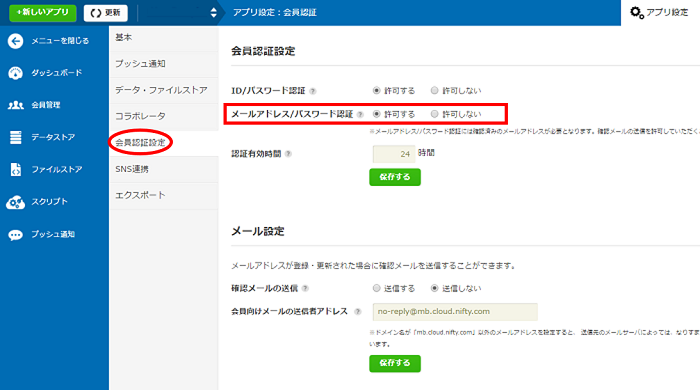 +新しいアプリ
更新
アプリ設定：会員認証
アプリ設定
メニューを閉じる
ダッシュボード
会員管理
データストア
ファイルストア
スクリプト
プッシュ通知
基本
プッシュ通知
データ・ファイルストア
コラボレータ
会員認証設定
SNS連携
エクスポート
会員認証設定
ID/パスワード認証 ? 許可する 許可しない
メールアドレス/パスワード認証 ? 許可する 許可しない
※メールアドレス/パスワード認証には確認済みのメールアドレスが必要となります。確認メールの送信を許可していただく
認証有効時間 ? 24 時間
保存する
メール設定
メールアドレスが登録・更新された場合に確認メールを送信することができます。
確認メールの送信 ? 送信する 送信しない
会員向けメールの送信者アドレス ? no-reply@mb.cloud.nifty.com
※ドメイン名が「mb.cloud.nifty.com」以外のメールアドレスを指定すると、送信先のメールサーバによっては、なりすま
います。
保存する